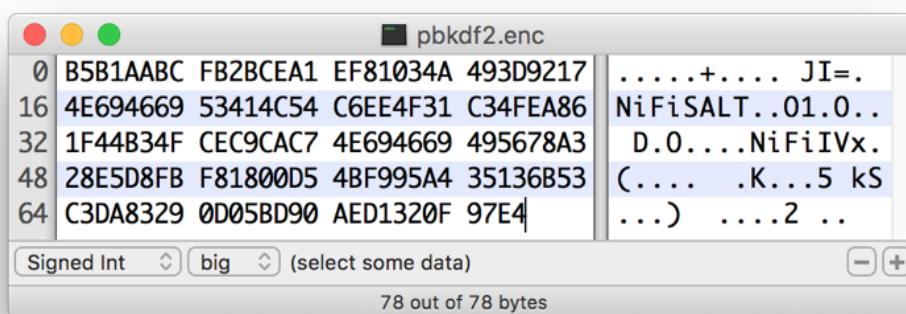 pbkdf2.enc
0 B5B1AABC FB2BCEA1 EF81034A 493D9217 .....+.... JI=.
16 4E694669 53414C54 C6EE4F31 C34FEA86 NiFiSALT..O1.O..
32 1F44B34F CEC9CAC7 4E694669 495678A3 D.O....NiFiIVx.
48 28E5D8FB F81800D5 4BF995A4 35136B53 (.... .K...5 kS
64 C3DA8329 0D05BD90 AED1320F 97E4 ...) ....2 ..
Signed Int big (select some data)
78 out of 78 bytes